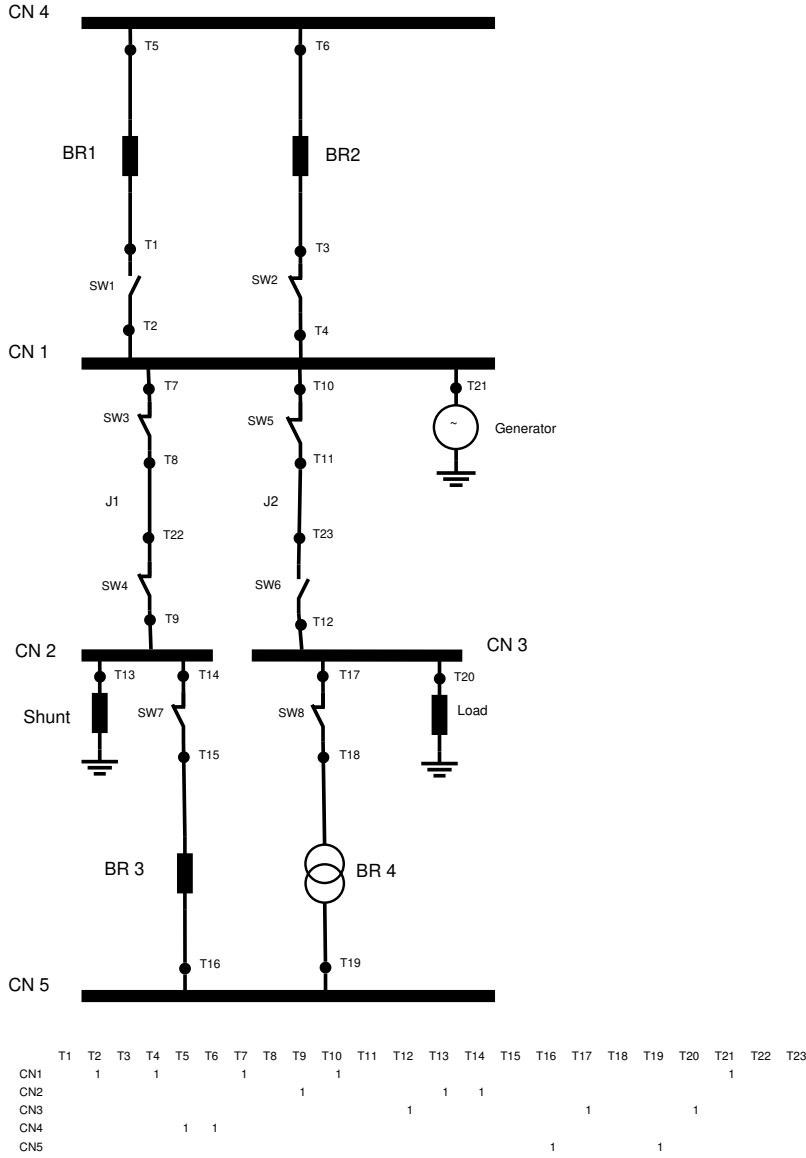 CN 4
T5 T6
BR1 BR2
T1 T3
SW1 SW2
T2 T4
CN 1
T7 T10 T21
SW3 SW5 ~ Generator
T8 T11
J1 J2
T22 T23
SW4 SW6
T9 T12
CN 2 CN 3
T13 T14 T17 T20
Shunt SW7 SW8 Load
T15 T18
BR 3 BR 4
T16 T19
CN 5
T1 T2 T3 T4 T5 T6 T7 T8 T9 T10 T11 T12 T13 T14 T15 T16 T17 T18 T19 T20 T21 T22 T23
CN1 1 1 1 1 1
CN2 1 1 1
CN3 1 1 1
CN4 1 1
CN5 1 1